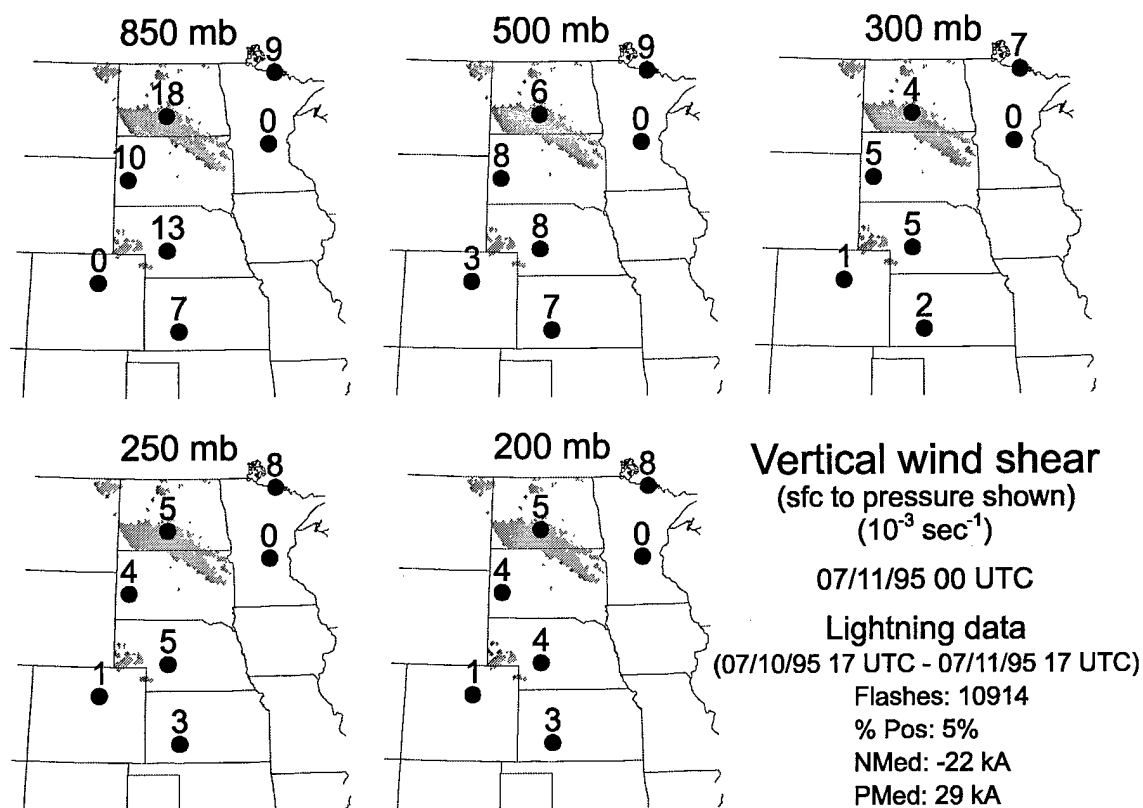 850 mb
9
18
0
10
13
0
7
500 mb
9
6
0
8
8
3
7
300 mb
7
4
0
5
5
1
2
250 mb
8
5
0
4
5
1
3
200 mb
8
5
0
4
4
1
3
Vertical wind shear
(sfc to pressure shown)
(10⁻³ sec⁻¹)
07/11/95 00 UTC
Lightning data
(07/10/95 17 UTC - 07/11/95 17 UTC)
Flashes: 10914
% Pos: 5%
NMed: -22 kA
PMed: 29 kA